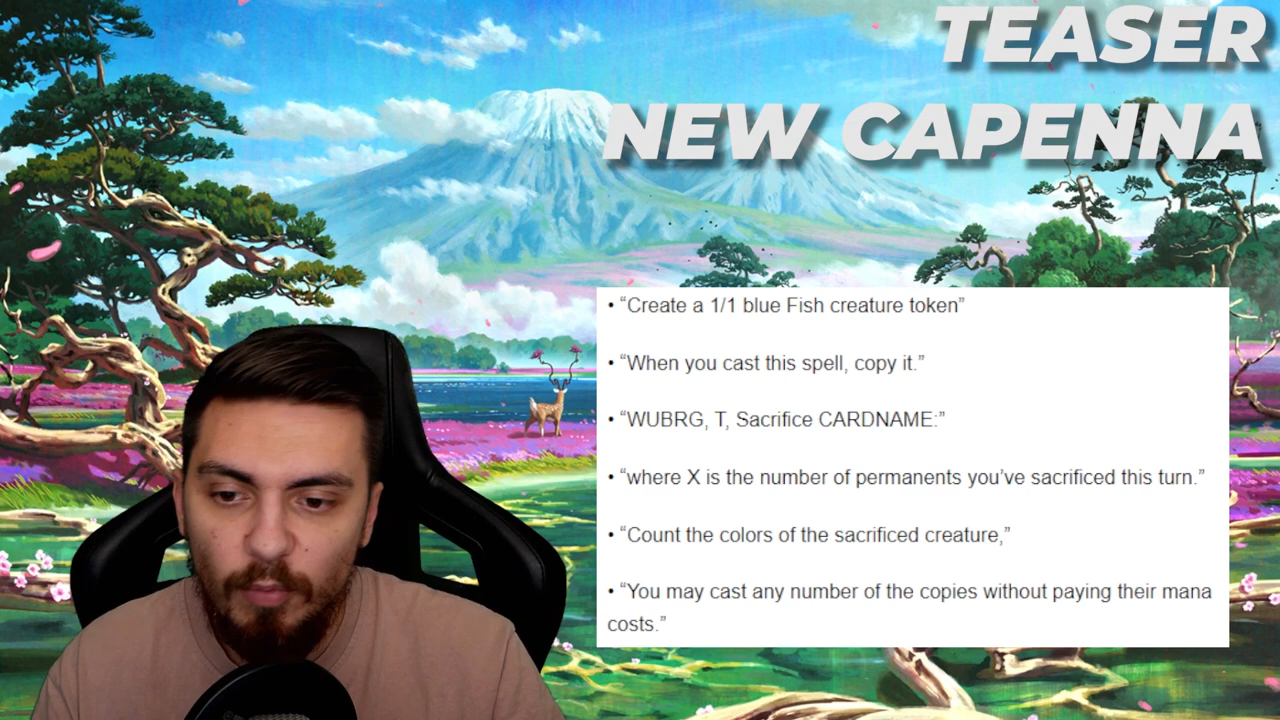 TEASER
NEW CAPENNA
• “Create a 1/1 blue Fish creature token”
• “When you cast this spell, copy it.”
• “WUBRG, T, Sacrifice CARDNAME:”
• “where X is the number of permanents you’ve sacrificed this turn.”
• “Count the colors of the sacrificed creature,”
• “You may cast any number of the copies without paying their mana
costs.”